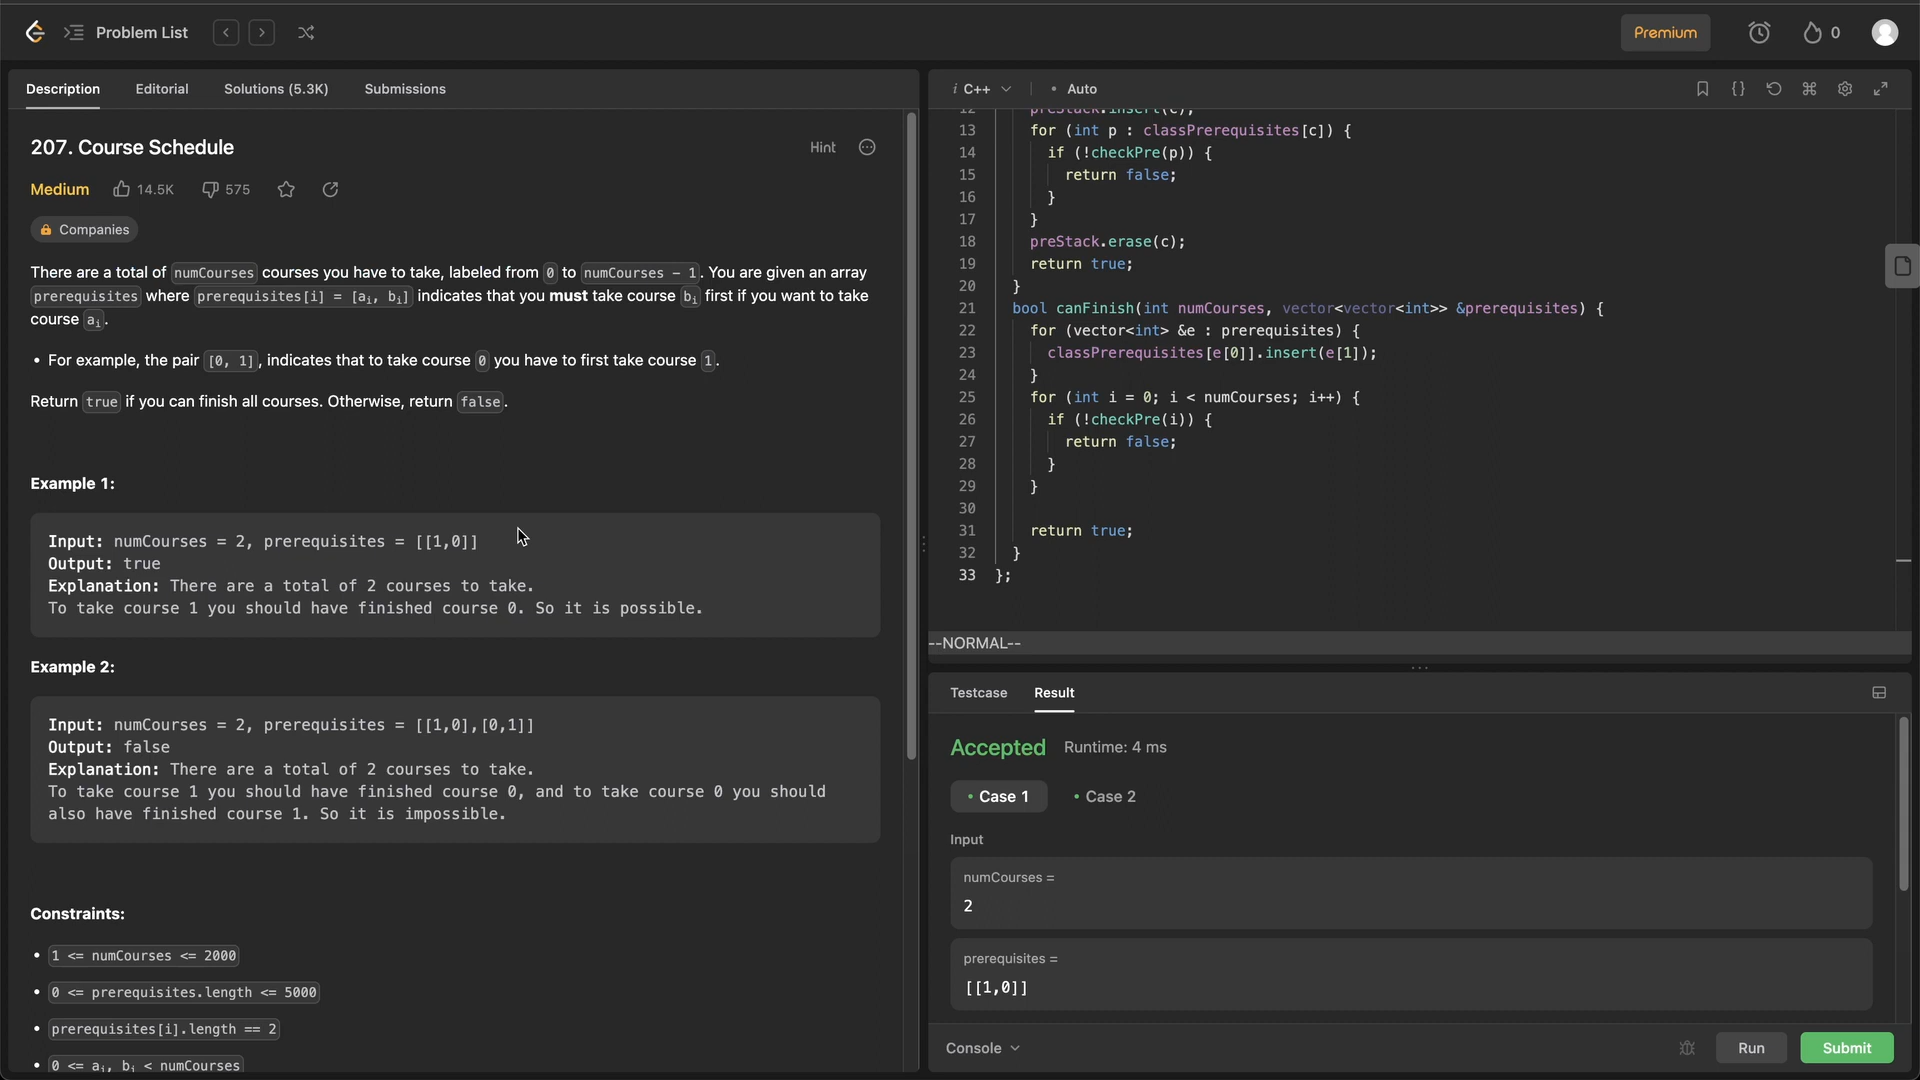 Problem List
Premium
0
Description Editorial Solutions (5.3K) Submissions
207. Course Schedule
Hint
Medium 14.5K 575
Companies
There are a total of numCourses courses you have to take, labeled from 0 to numCourses - 1. You are given an array
prerequisites where prerequisites[i] = [ai, bi] indicates that you must take course bi first if you want to take
course ai.
• For example, the pair [0, 1], indicates that to take course 0 you have to first take course 1.
Return true if you can finish all courses. Otherwise, return false.
Example 1:
Input: numCourses = 2, prerequisites = [[1,0]]
Output: true
Explanation: There are a total of 2 courses to take.
To take course 1 you should have finished course 0. So it is possible.
Example 2:
Input: numCourses = 2, prerequisites = [[1,0],[0,1]]
Output: false
Explanation: There are a total of 2 courses to take.
To take course 1 you should have finished course 0, and to take course 0 you should
also have finished course 1. So it is impossible.
Constraints:
• 1 <= numCourses <= 2000
• 0 <= prerequisites.length <= 5000
• prerequisites[i].length == 2
• 0 <= ai, bi < numCourses
i C++ • Auto
12 preStack.insert(c);
13 for (int p : classPrerequisites[c]) {
14 if (!checkPre(p)) {
15 return false;
16 }
17 }
18 preStack.erase(c);
19 return true;
20 }
21 bool canFinish(int numCourses, vector<vector<int>> &prerequisites) {
22 for (vector<int> &e : prerequisites) {
23 classPrerequisites[e[0]].insert(e[1]);
24 }
25 for (int i = 0; i < numCourses; i++) {
26 if (!checkPre(i)) {
27 return false;
28 }
29 }
30
31 return true;
32 }
33 };
--NORMAL--
Testcase Result
Accepted Runtime: 4 ms
• Case 1 • Case 2
Input
numCourses =
2
prerequisites =
[[1,0]]
Console Run Submit